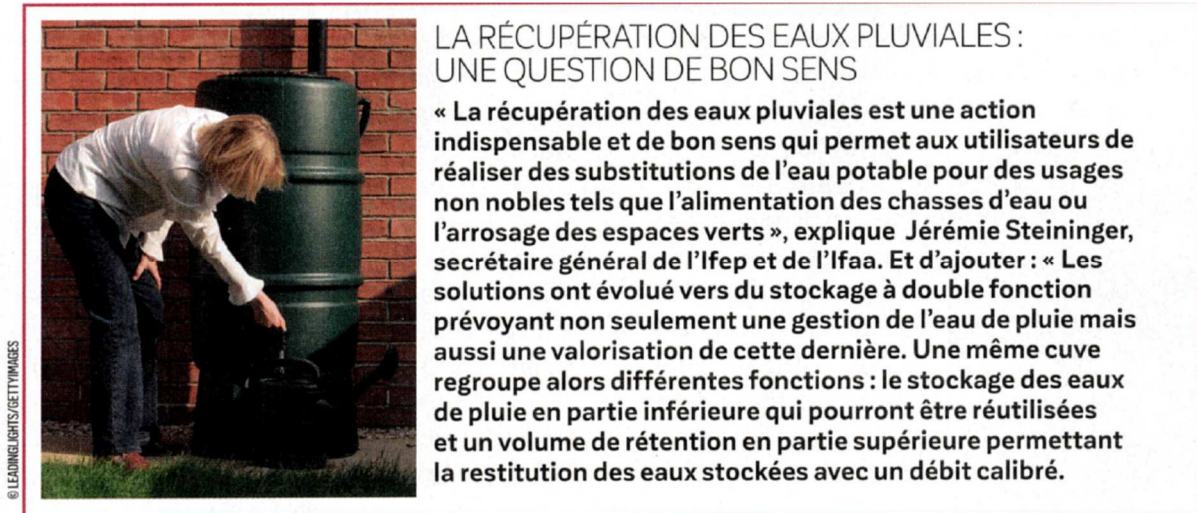 LA RÉCUPÉRATION DES EAUX PLUVIALES :
UNE QUESTION DE BON SENS
« La récupération des eaux pluviales est une action
indispensable et de bon sens qui permet aux utilisateurs de
réaliser des substitutions de l'eau potable pour des usages
non nobles tels que l'alimentation des chasses d'eau ou
l'arrosage des espaces verts », explique Jérémie Steininger,
secrétaire général de l'Ifep et de l'Ifaa. Et d'ajouter : « Les
solutions ont évolué vers du stockage à double fonction
prévoyant non seulement une gestion de l'eau de pluie mais
aussi une valorisation de cette dernière. Une même cuve
regroupe alors différentes fonctions : le stockage des eaux
de pluie en partie inférieure qui pourront être réutilisées
et un volume de rétention en partie supérieure permettant
la restitution des eaux stockées avec un débit calibré.
© LEADINGLIGHTS/GETTYIMAGES